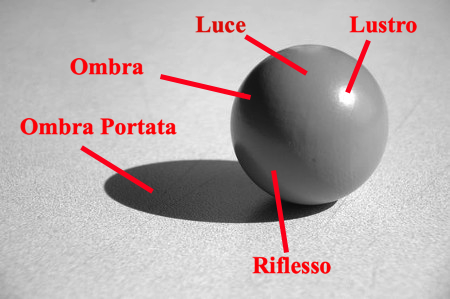 Luce
Lustro
Ombra
Ombra Portata
Riflesso